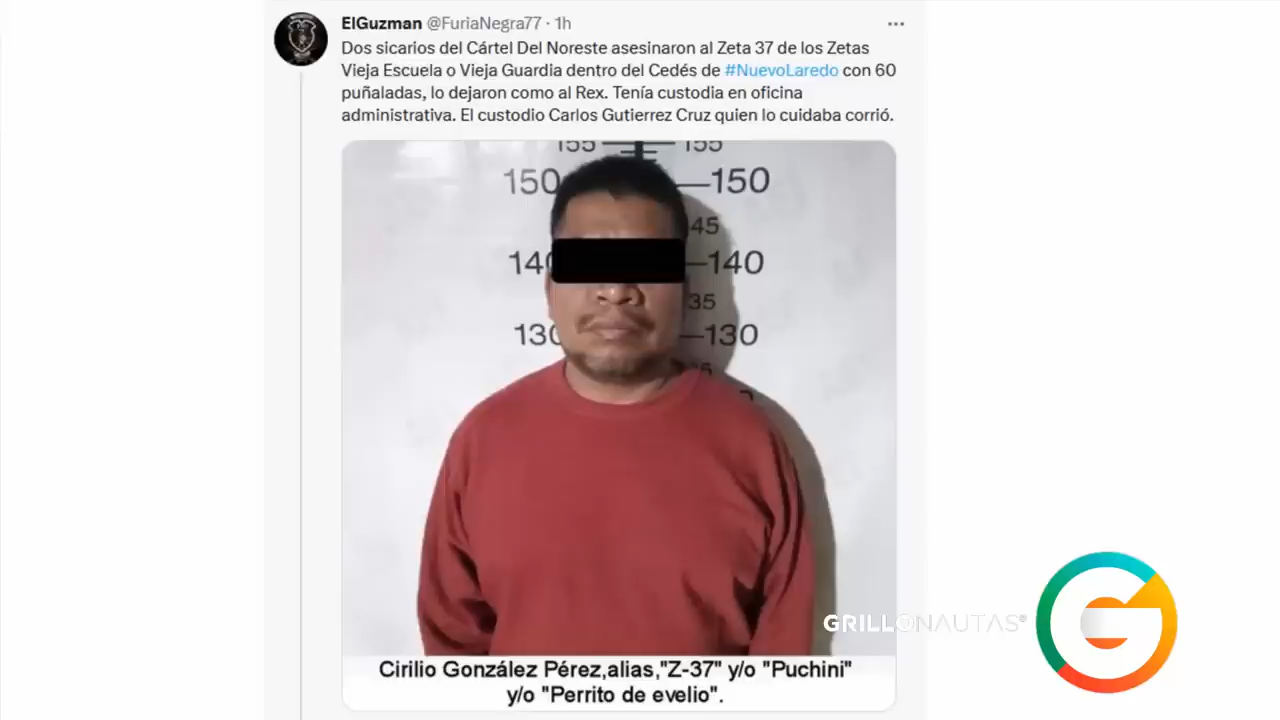 ElGuzman @FuriaNegra77 · 1h
Dos sicarios del Cártel Del Noreste asesinaron al Zeta 37 de los Zetas
Vieja Escuela o Vieja Guardia dentro del Cedés de #NuevoLaredo con 60
puñaladas, lo dejaron como al Rex. Tenía custodia en oficina
administrativa. El custodio Carlos Gutierrez Cruz quien lo cuidaba corrió.
155 155
150 150
45
140 140
35
130 130
GRILLONAUTAS®
Cirilio González Pérez,alias,"Z-37" y/o "Puchini"
y/o "Perrito de evelio".